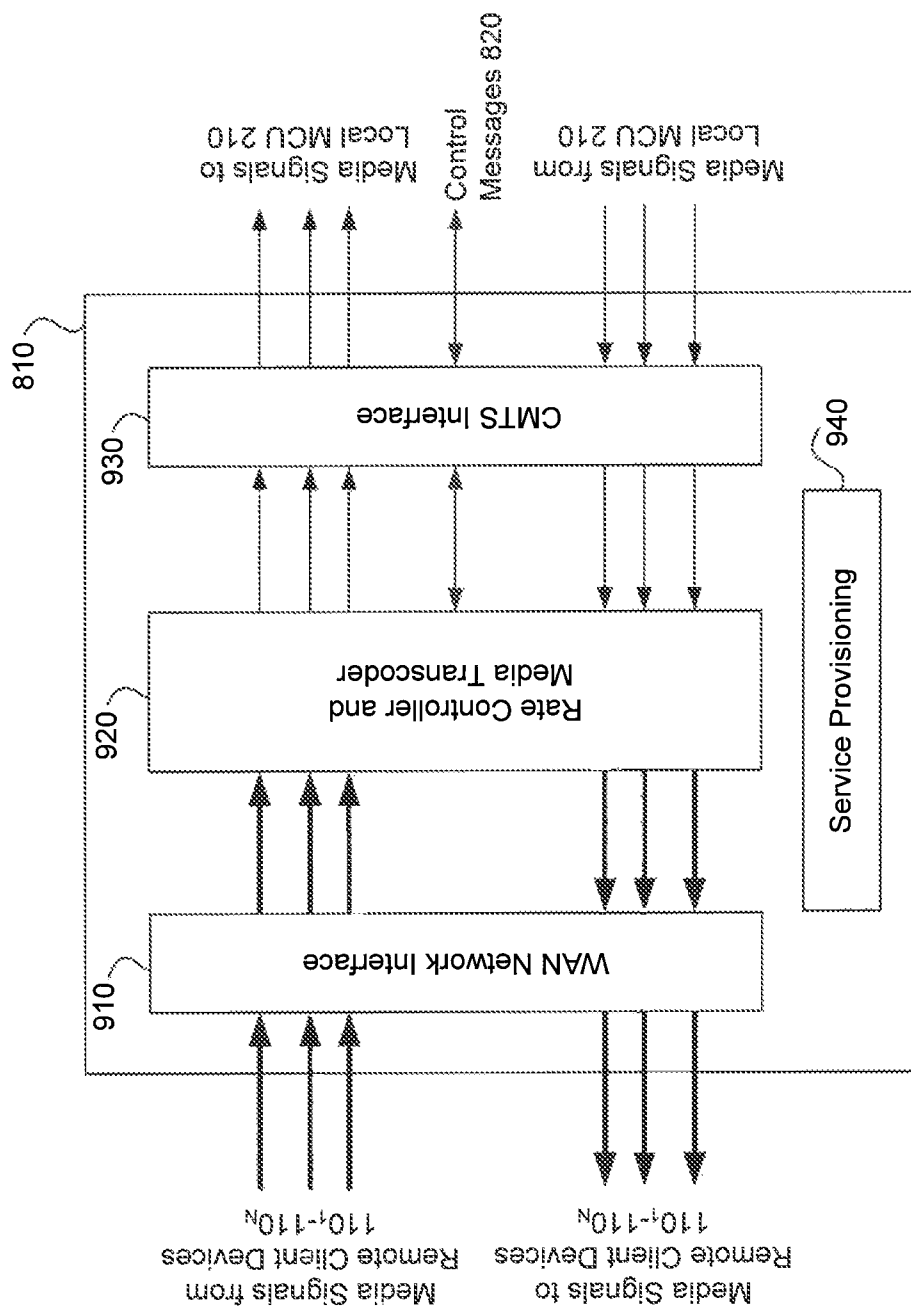 810
910
920
930
940
WAN Network Interface
Rate Controller and
Media Transcoder
CMTS Interface
Service Provisioning
Media Signals from
Remote Client Devices
110₁-110ₙ
Media Signals to
Remote Client Devices
110₁-110ₙ
Media Signals to
Local MCU 210
Control
Messages 820
Media Signals from
Local MCU 210